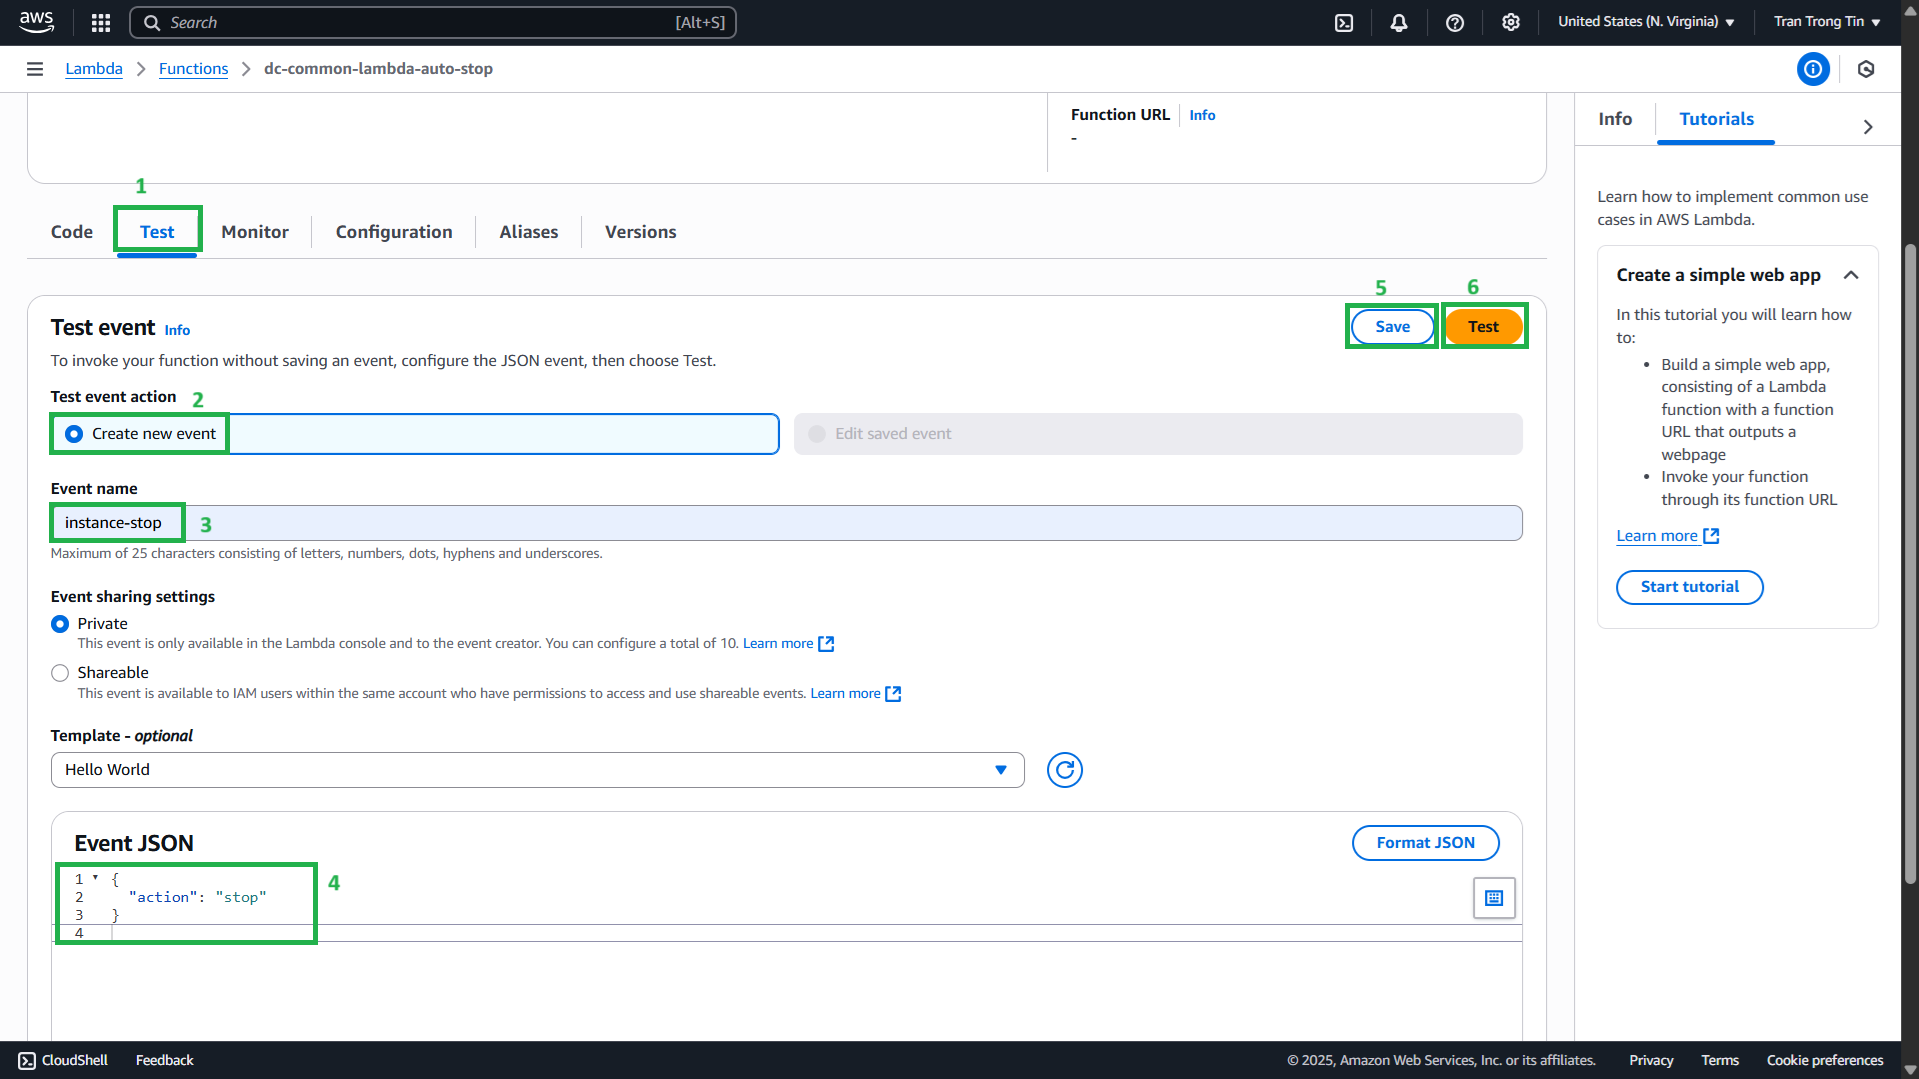 aws
Search [Alt+S]
United States (N. Virginia)
Tran Trong Tin
Lambda
Functions
dc-common-lambda-auto-stop
Function URL
Info
-
1
Code
Test
Monitor
Configuration
Aliases
Versions
5
6
Test event Info
Save
Test
To invoke your function without saving an event, configure the JSON event, then choose Test.
Test event action
2
Create new event
Edit saved event
Event name
instance-stop
3
Maximum of 25 characters consisting of letters, numbers, dots, hyphens and underscores.
Event sharing settings
Private
This event is only available in the Lambda console and to the event creator. You can configure a total of 10. Learn more
Shareable
This event is available to IAM users within the same account who have permissions to access and use shareable events. Learn more
Template - optional
Hello World
Event JSON
Format JSON
1 {
2 "action": "stop"
3 }
4
4
Info
Tutorials
Learn how to implement common use
cases in AWS Lambda.
Create a simple web app
In this tutorial you will learn how
to:
• Build a simple web app,
consisting of a Lambda
function with a function
URL that outputs a
webpage
• Invoke your function
through its function URL
Learn more
Start tutorial
CloudShell
Feedback
© 2025, Amazon Web Services, Inc. or its affiliates.
Privacy
Terms
Cookie preferences